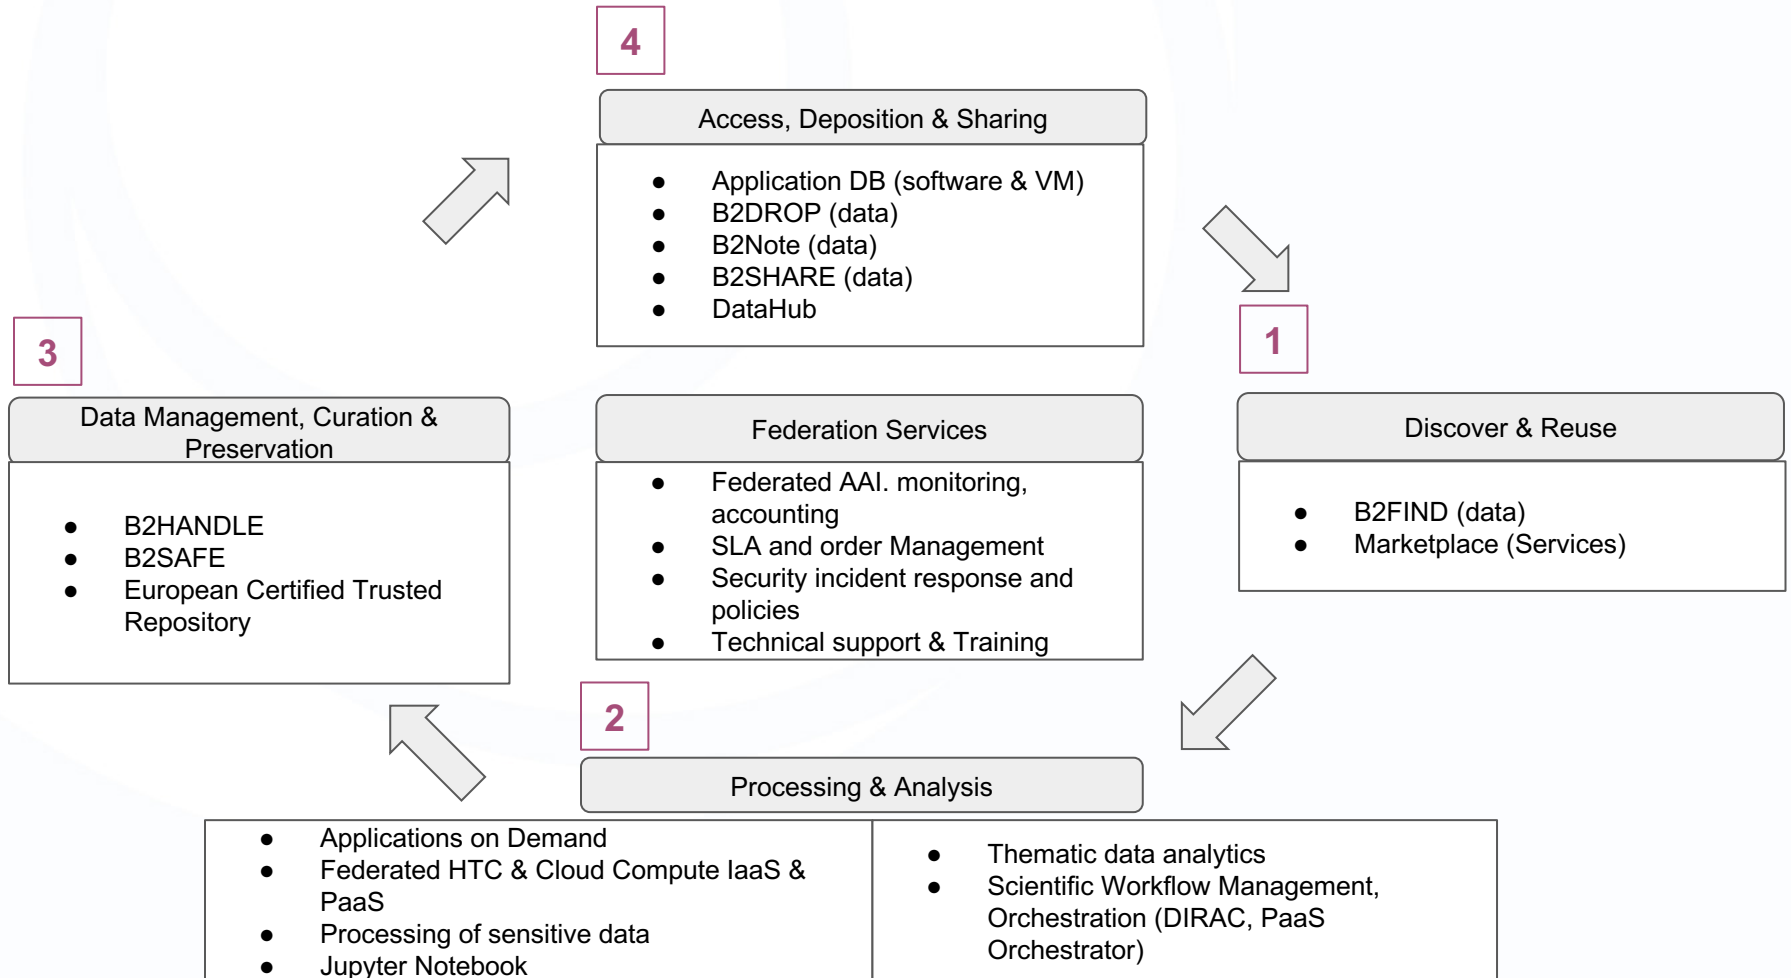 4
Access, Deposition & Sharing
● Application DB (software & VM)
● B2DROP (data)
● B2Note (data)
● B2SHARE (data)
● DataHub
3
Data Management, Curation &
Preservation
● B2HANDLE
● B2SAFE
● European Certified Trusted
Repository
Federation Services
● Federated AAI. monitoring,
accounting
● SLA and order Management
● Security incident response and
policies
● Technical support & Training
1
Discover & Reuse
● B2FIND (data)
● Marketplace (Services)
2
Processing & Analysis
● Applications on Demand
● Federated HTC & Cloud Compute IaaS &
PaaS
● Processing of sensitive data
● Jupyter Notebook
● Thematic data analytics
● Scientific Workflow Management,
Orchestration (DIRAC, PaaS
Orchestrator)